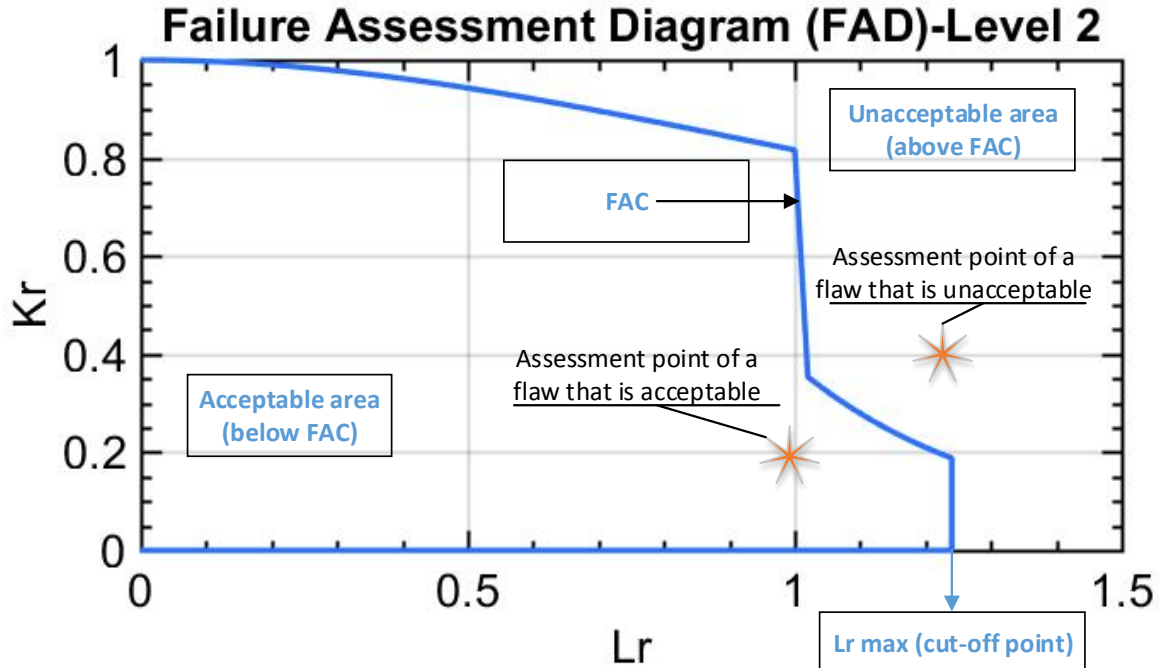 Failure Assessment Diagram (FAD)-Level 2
1
Unacceptable area
(above FAC)
0.8
FAC
0.6
Assessment point of a
flaw that is unacceptable
Kr
0.4
Assessment point of a
flaw that is acceptable
Acceptable area
(below FAC)
0.2
0
0 0.5 1 1.5
Lr
Lr max (cut-off point)